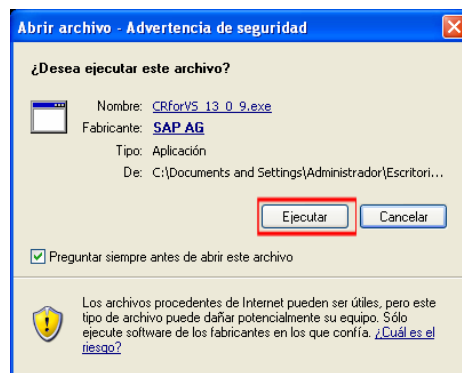 Abrir archivo - Advertencia de seguridad
¿Desea ejecutar este archivo?
Nombre: CRforVS_13_0_9.exe
Fabricante: SAP AG
Tipo: Aplicación
De: C:\Documents and Settings\Administrador\Escritori...
Ejecutar Cancelar
Preguntar siempre antes de abrir este archivo
Los archivos procedentes de Internet pueden ser útiles, pero este
tipo de archivo puede dañar potencialmente su equipo. Sólo
ejecute software de los fabricantes en los que confía. ¿Cuál es el
riesgo?